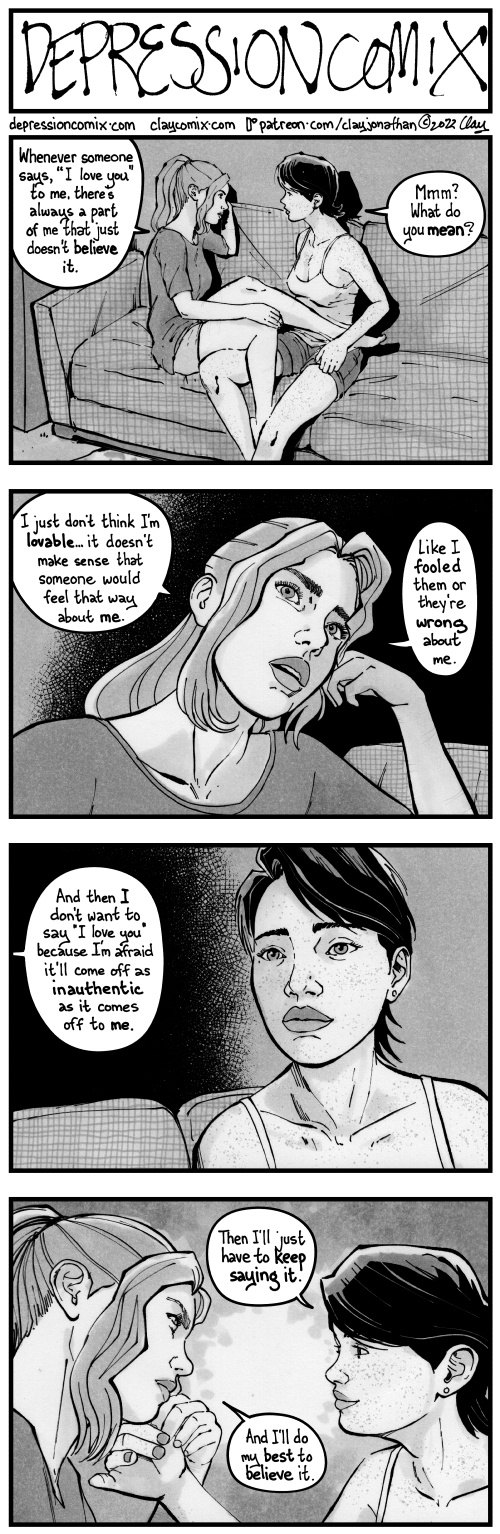 DEPRESSION COMIX
depressioncomix.com claycomix.com patreon.com/clayjonathan ©2022 Clay
Whenever someone
says, "I love you"
to me, there's
always a part
of me that just
doesn't believe
it.
Mmm?
What do
you mean?
I just don't think I'm
lovable... it doesn't
make sense that
someone would
feel that way
about me.
Like I
fooled
them or
they're
wrong
about
me.
And then I
don't want to
say "I love you"
because I'm afraid
it'll come off as
inauthentic
as it comes
off to me.
Then I'll just
have to keep
saying it.
And I'll do
my best to
believe it.